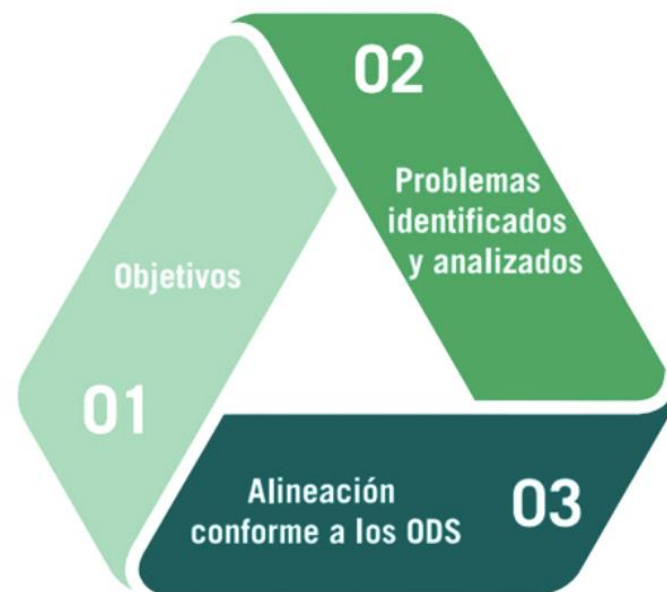 Objetivos
01
02
Problemas
identificados
y analizados
Alineación
conforme a los ODS
03